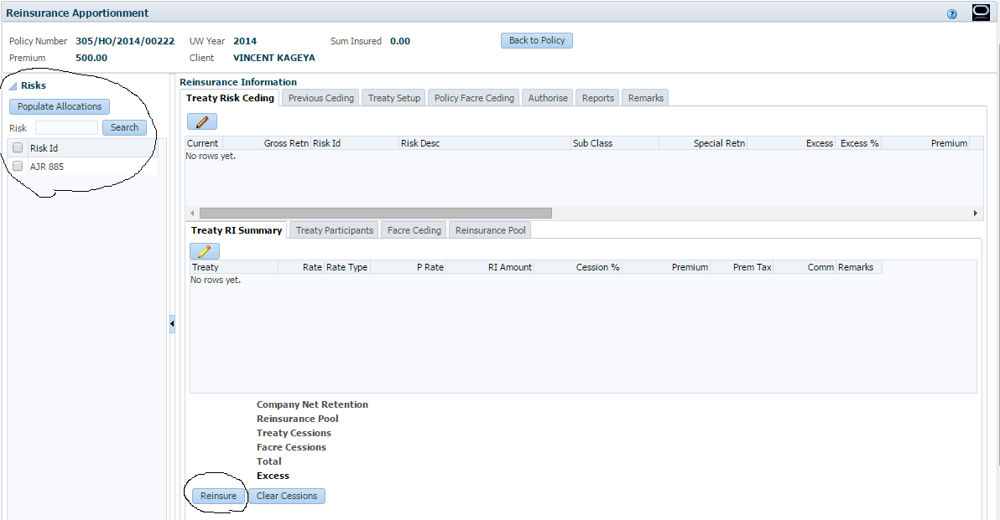 Reinsurance Apportionment
Policy Number 305/HO/2014/00222 UW Year 2014 Sum Insured 0.00 Back to Policy
Premium 500.00 Client VINCENT KAGEYA
Risks
Populate Allocations
Risk Search
Risk Id
AJR 885
Reinsurance Information
Treaty Risk Ceding Previous Ceding Treaty Setup Policy Facre Ceding Authorise Reports Remarks
Current Gross Retn Risk Id Risk Desc Sub Class Special Retn Excess Excess % Premium
No rows yet.
Treaty RI Summary Treaty Participants Facre Ceding Reinsurance Pool
Treaty Rate Rate Type P Rate RI Amount Cession % Premium Prem Tax Comm Remarks
No rows yet.
Company Net Retention
Reinsurance Pool
Treaty Cessions
Facre Cessions
Total
Excess
Reinsure Clear Cessions